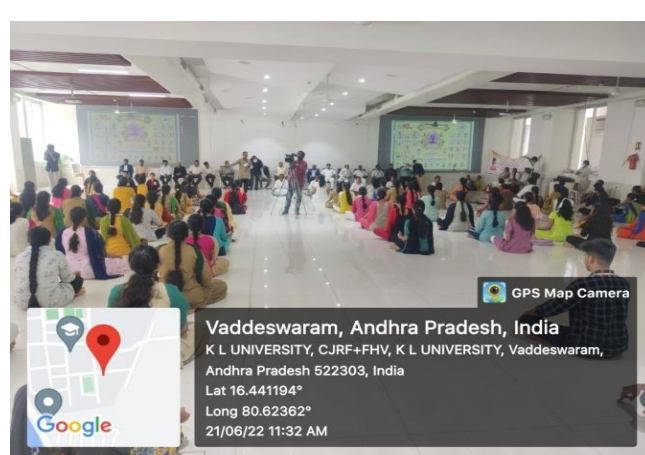 GPS Map Camera
Vaddeswaram, Andhra Pradesh, India
K L UNIVERSITY, CJRF+FHV, K L UNIVERSITY, Vaddeswaram,
Andhra Pradesh 522303, India
Lat 16.441194°
Long 80.62362°
21/06/22 11:32 AM
Google